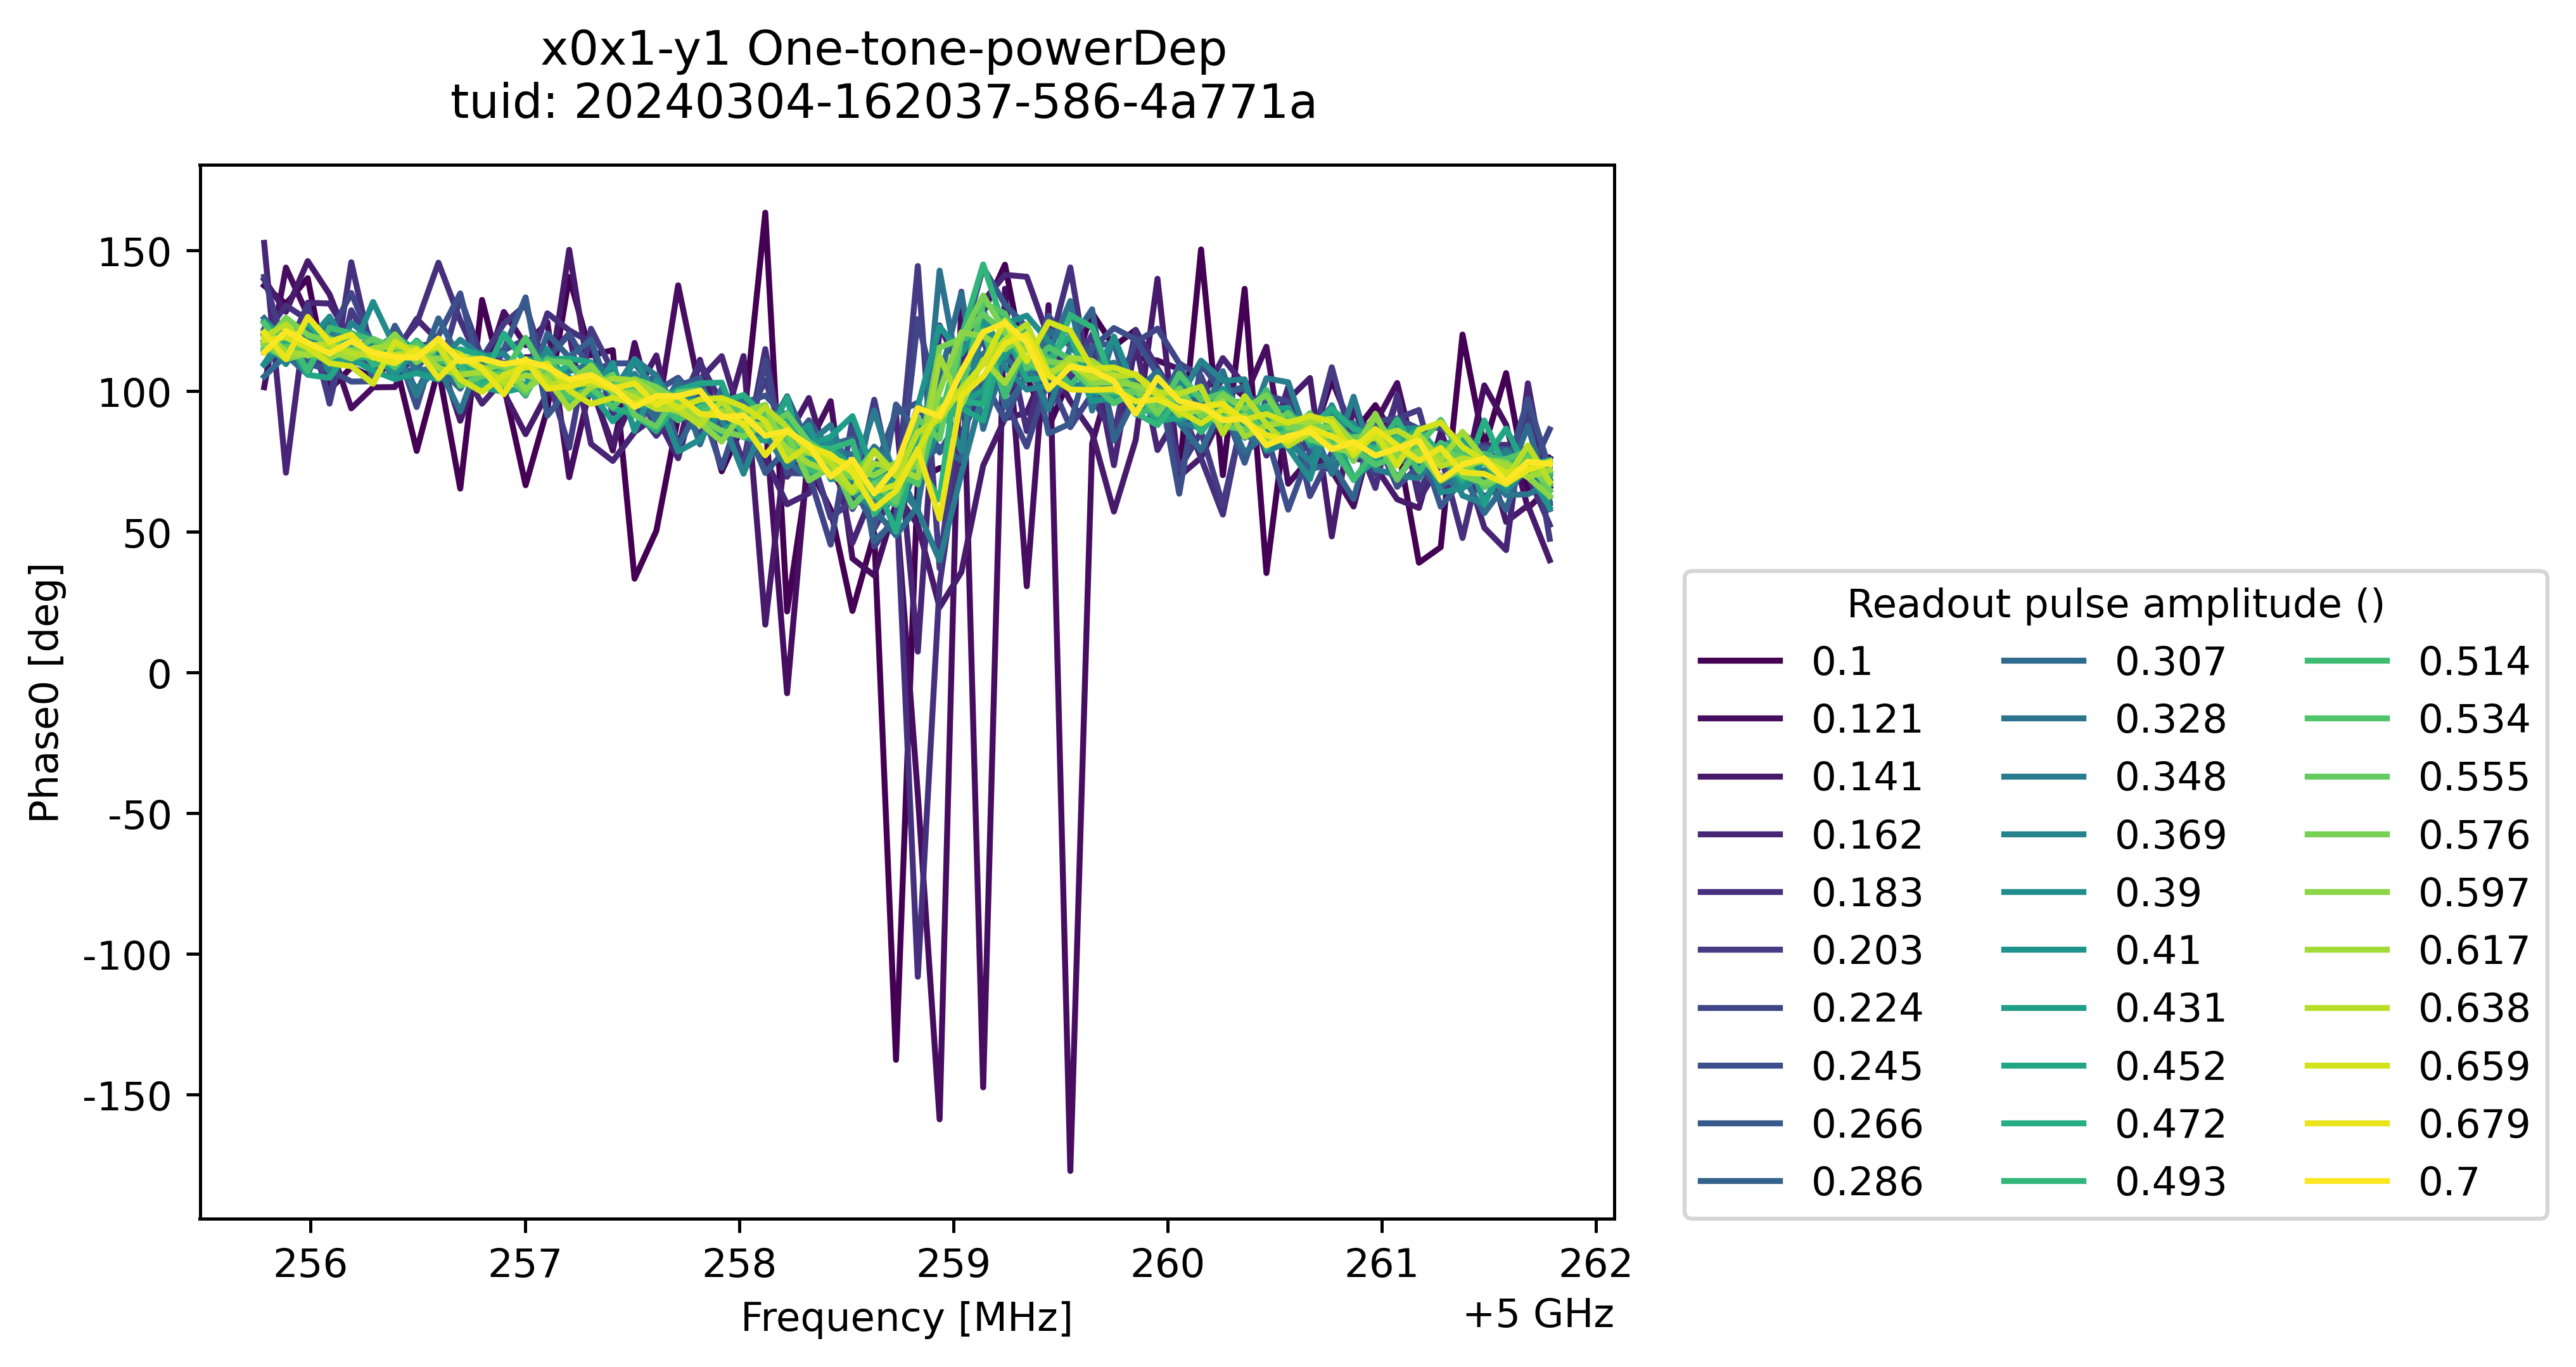 x0x1-y1 One-tone-powerDep
tuid: 20240304-162037-586-4a771a
150
100
50
0
-50
-100
-150
Phase0 [deg]
256 257 258 259 260 261 262
Frequency [MHz]
+5 GHz
Readout pulse amplitude ()
0.1 0.307 0.514
0.121 0.328 0.534
0.141 0.348 0.555
0.162 0.369 0.576
0.183 0.39 0.597
0.203 0.41 0.617
0.224 0.431 0.638
0.245 0.452 0.659
0.266 0.472 0.679
0.286 0.493 0.7